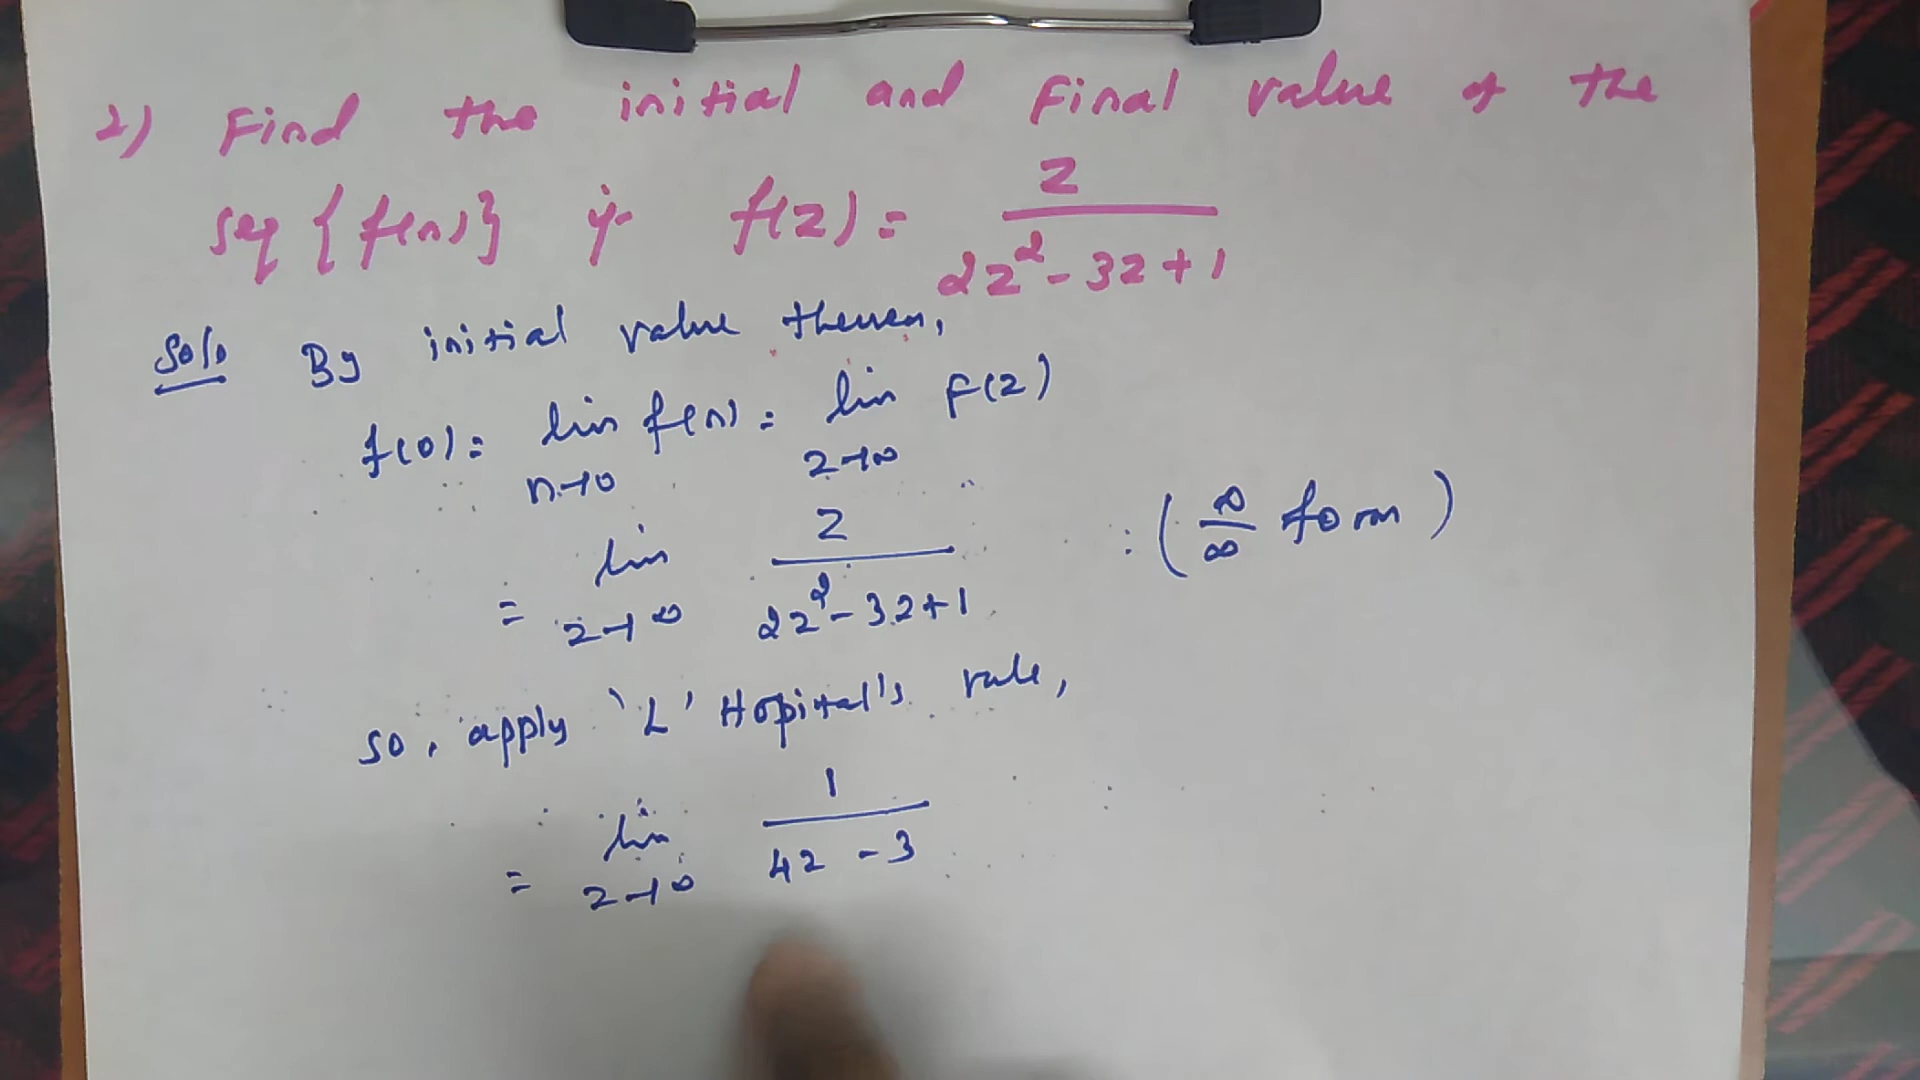 2) Find the initial and final value of the
seq {f(n)} if f(z) = z / 2z² - 3z + 1
Soln By initial value theorem,
f(0) = lim n→0 f(n) = lim z→∞ F(z)
= lim z→∞ z / 2z² - 3z + 1 : (∞/∞ form)
so, apply 'L' Hopital's rule,
= lim z→∞ 1 / 4z - 3